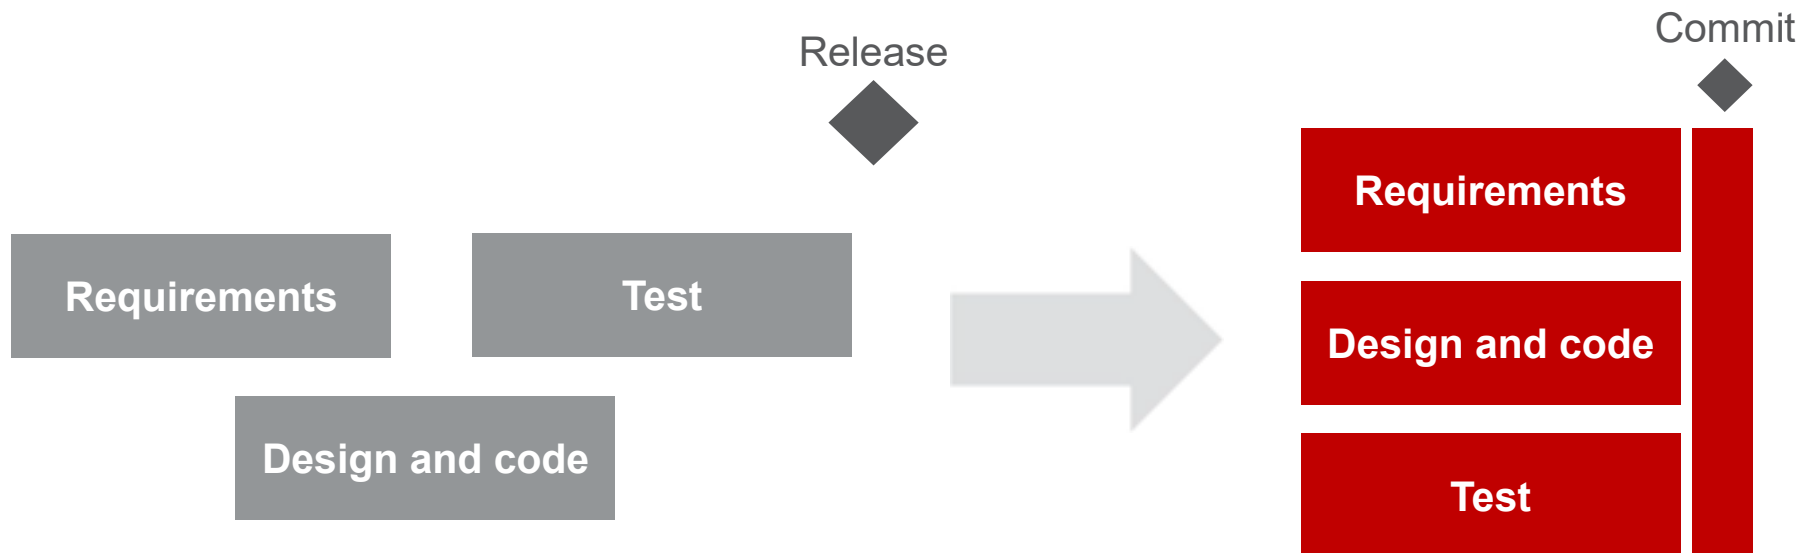 Release
Requirements
Test
Design and code
Commit
Requirements
Design and code
Test